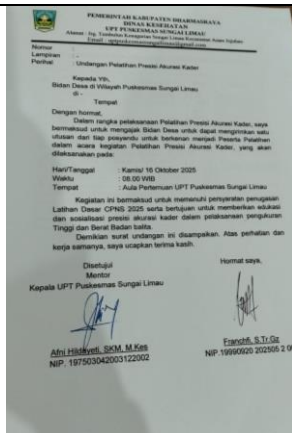 PEMERINTAH KABUPATEN DHARMASRAYA
DINAS KESEHATAN
UPT PUSKESMAS SUNGAI LIMAU
Nomor :
Lampiran : -
Perihal : Undangan Pelatihan Presisi Akurasi Kader
Kepada Yth,
Bidan Desa di Wilayah Puskesmas Sungai Limau
di -
Tempat
Dengan hormat,
Dalam rangka pelaksanaan Pelatihan Presisi Akurasi Kader, saya
bermaksud untuk mengajak Bidan Desa untuk dapat mengirimkan satu
utusan dari tiap posyandu untuk berkenan menjadi Peserta Pelatihan
dalam acara kegiatan Pelatihan Presisi Akurasi Kader, yang akan
dilaksanakan pada:
Hari/Tanggal : Kamis/ 16 Oktober 2025
Waktu : 08.00 WIB
Tempat : Aula Pertemuan UPT Puskesmas Sungai Limau
Kegiatan ini bermaksud untuk memenuhi persyaratan penugasan
Latihan Dasar CPNS 2025 serta bertujuan untuk memberikan edukasi
dan sosialisasi presisi akurasi kader dalam pelaksanaan pengukuran
Tinggi dan Berat Badan balita.
Demikian surat undangan ini disampaikan. Atas perhatian dan
kerja samanya, saya ucapkan terima kasih.
Disetujui
Mentor
Kepala UPT Puskesmas Sungai Limau
Hormat saya,
Afni Hidayeti, SKM, M.Kes
NIP. 197503042003122002
S.Tr.Gz
NIP.19990920 202505 2